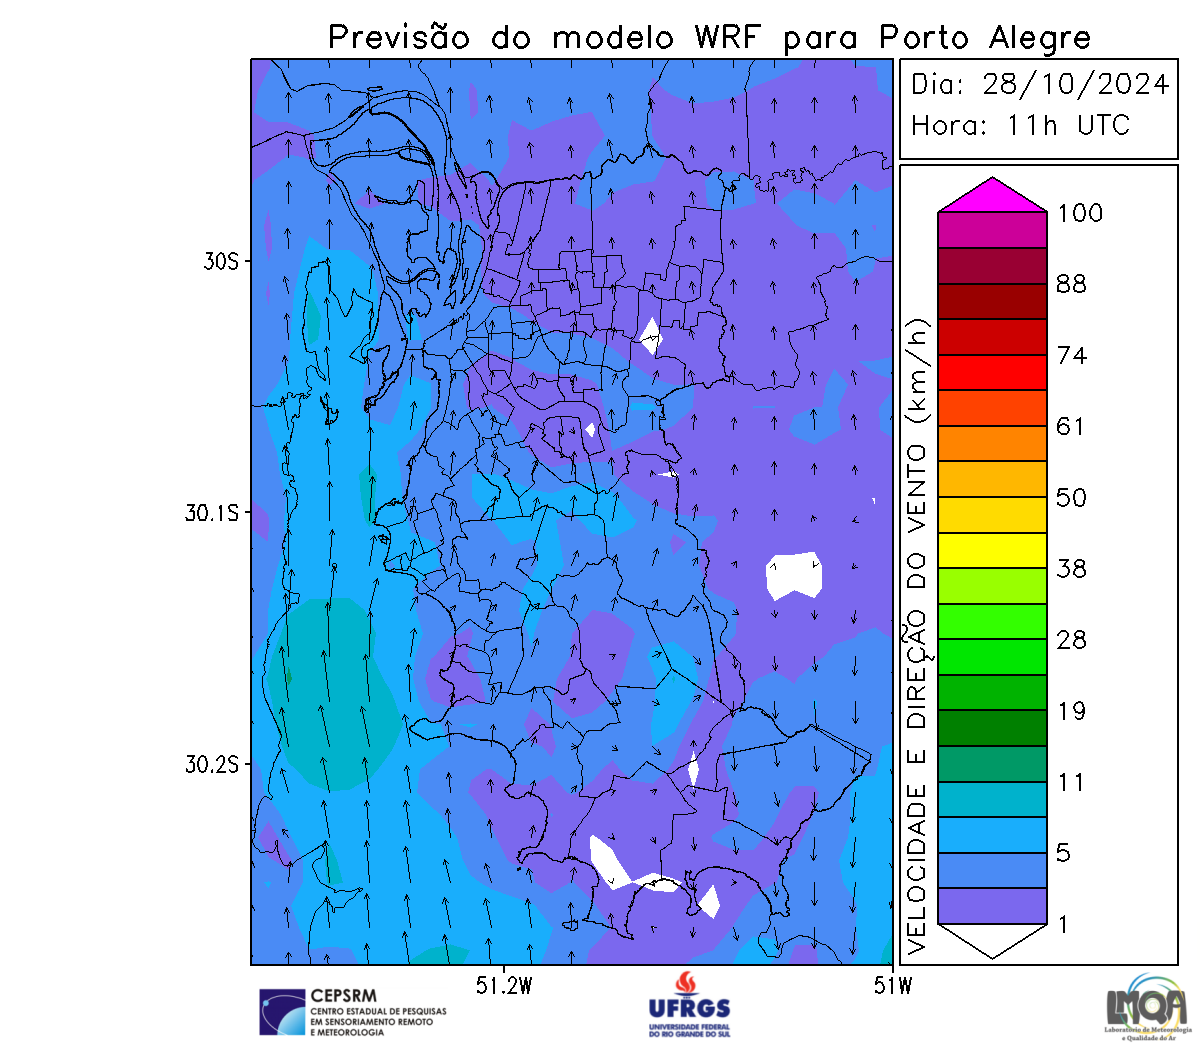 Previsão do modelo WRF para Porto Alegre
Dia: 28/10/2024
Hora: 11h UTC
30S
30.1S
30.2S
51.2W
51W
VELOCIDADE E DIREÇÃO DO VENTO (km/h)
100
88
74
61
50
38
28
19
11
5
1
CEPSRM
CENTRO ESTADUAL DE PESQUISAS
EM SENSORIAMENTO REMOTO
E METEOROLOGIA
UFRGS
UNIVERSIDADE FEDERAL
DO RIO GRANDE DO SUL
LMQA
Laboratório de Meteorologia
e Qualidade do Ar